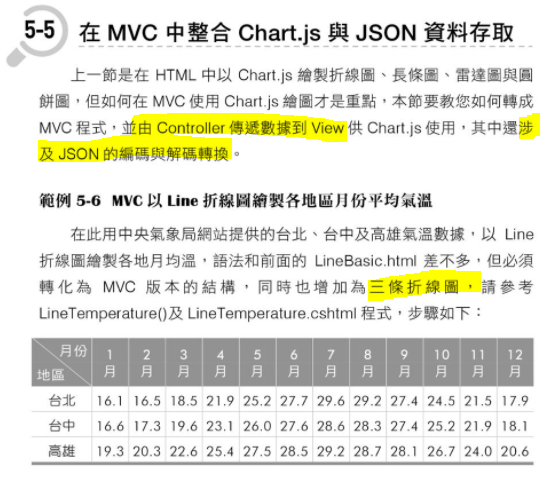 5-5 在 MVC 中整合 Chart.js 與 JSON 資料存取
上一節是在 HTML 中以 Chart.js 繪製折線圖、長條圖、雷達圖與圓
餅圖,但如何在 MVC 使用 Chart.js 繪圖才是重點,本節要教您如何轉成
MVC 程式,並由 Controller 傳遞數據到 View 供 Chart.js 使用,其中還涉
及 JSON 的編碼與解碼轉換。
範例 5-6 MVC 以 Line 折線圖繪製各地區月份平均氣溫
在此用中央氣象局網站提供的台北、台中及高雄氣溫數據,以 Line
折線圖繪製各地月均溫,語法和前面的 LineBasic.html 差不多,但必須
轉化為 MVC 版本的結構,同時也增加為三條折線圖,請參考
LineTemperature()及 LineTemperature.cshtml 程式,步驟如下:
月份 地區 1月 2月 3月 4月 5月 6月 7月 8月 9月 10月 11月 12月
台北 16.1 16.5 18.5 21.9 25.2 27.7 29.6 29.2 27.4 24.5 21.5 17.9
台中 16.6 17.3 19.6 23.1 26.0 27.6 28.6 28.3 27.4 25.2 21.9 18.1
高雄 19.3 20.3 22.6 25.4 27.5 28.5 29.2 28.7 28.1 26.7 24.0 20.6